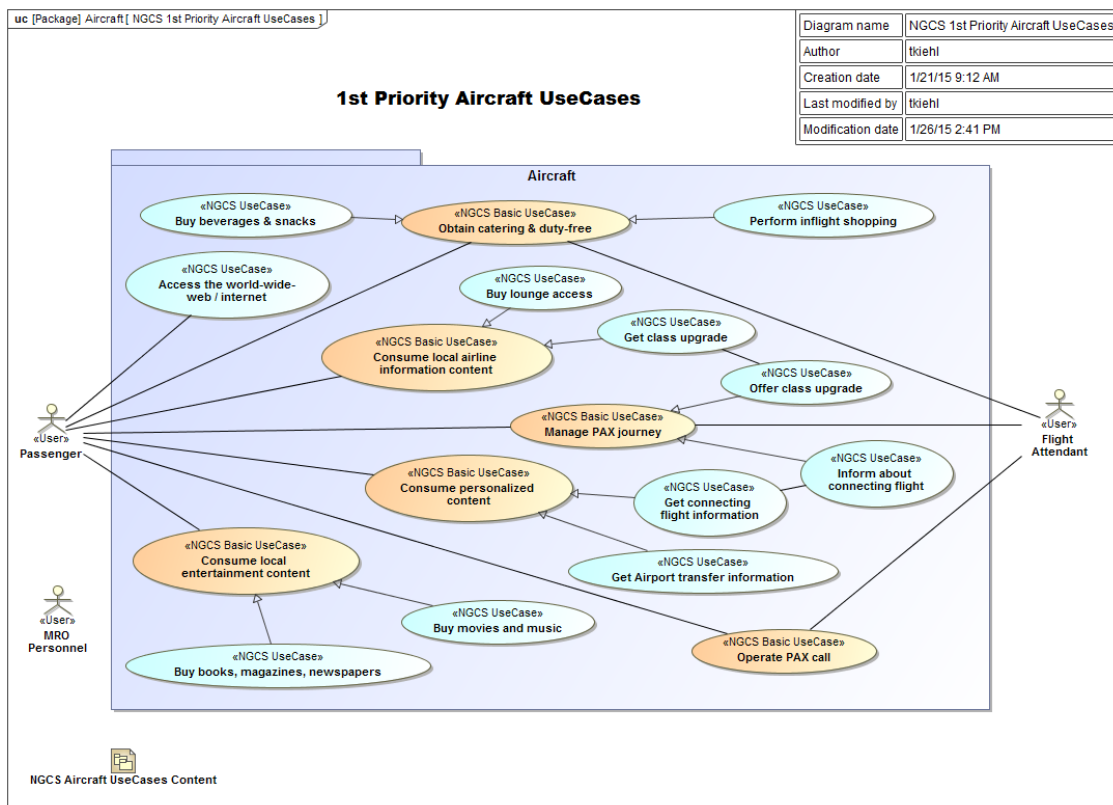 uc [Package] Aircraft [ NGCS 1st Priority Aircraft UseCases ]
Diagram name NGCS 1st Priority Aircraft UseCases
Author tkiehl
Creation date 1/21/15 9:12 AM
Last modified by tkiehl
Modification date 1/26/15 2:41 PM
1st Priority Aircraft UseCases
Aircraft
«NGCS UseCase»
Buy beverages & snacks
«NGCS Basic UseCase»
Obtain catering & duty-free
«NGCS UseCase»
Perform inflight shopping
«NGCS UseCase»
Access the world-wide-
web / internet
«NGCS UseCase»
Buy lounge access
«NGCS Basic UseCase»
Consume local airline
information content
«NGCS UseCase»
Get class upgrade
«NGCS UseCase»
Offer class upgrade
«User»
Passenger
«NGCS Basic UseCase»
Manage PAX journey
«User»
Flight
Attendant
«NGCS Basic UseCase»
Consume personalized
content
«NGCS UseCase»
Get connecting
flight information
«NGCS UseCase»
Inform about
connecting flight
«NGCS Basic UseCase»
Consume local
entertainment content
«NGCS UseCase»
Get Airport transfer information
«User»
MRO
Personnel
«NGCS UseCase»
Buy movies and music
«NGCS Basic UseCase»
Operate PAX call
«NGCS UseCase»
Buy books, magazines, newspapers
NGCS Aircraft UseCases Content